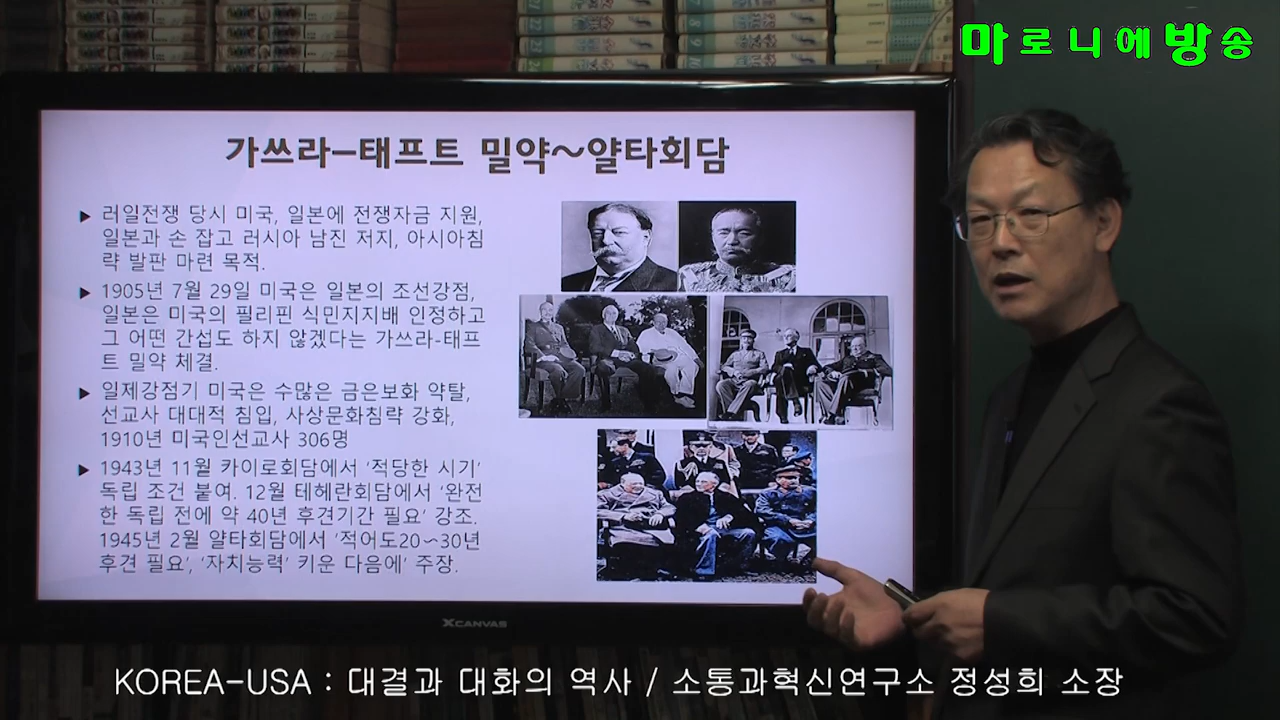 마로니에방송
가쓰라-태프트 밀약~얄타회담
▶ 러일전쟁 당시 미국, 일본에 전쟁자금 지원,
일본과 손 잡고 러시아 남진 저지, 아시아침
략 발판 마련 목적.
▶ 1905년 7월 29일 미국은 일본의 조선강점,
일본은 미국의 필리핀 식민지지배 인정하고
그 어떤 간섭도 하지 않겠다는 가쓰라-태프
트 밀약 체결.
▶ 일제강점기 미국은 수많은 금은보화 약탈,
선교사 대대적 침입, 사상문화침략 강화,
1910년 미국인선교사 306명
▶ 1943년 11월 카이로회담에서 '적당한 시기'
독립 조건 붙여. 12월 테헤란회담에서 '완전
한 독립 전에 약 40년 후견기간 필요' 강조.
1945년 2월 얄타회담에서 '적어도20~30년
후견 필요', '자치능력' 키운 다음에' 주장.
XCANVAS
KOREA-USA : 대결과 대화의 역사 / 소통과혁신연구소 정성희 소장